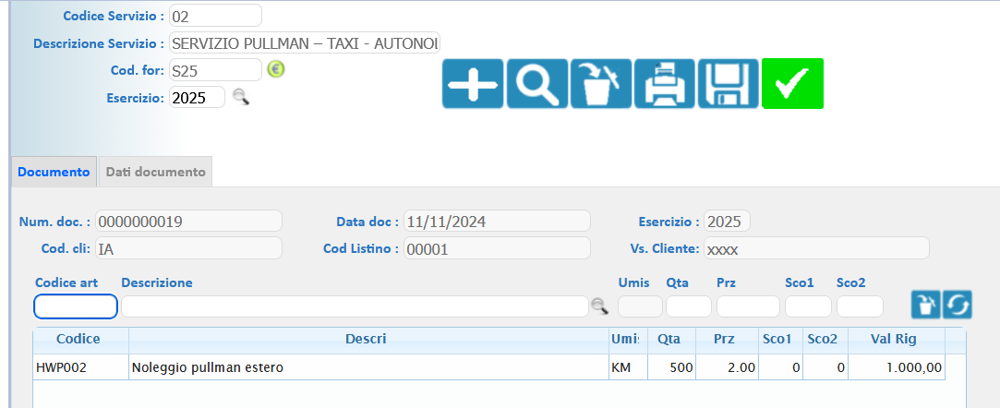 Codice Servizio : 02
Descrizione Servizio : SERVIZIO PULLMAN – TAXI - AUTONOL
Cod. for: S25
Esercizio: 2025
Documento Dati documento
Num. doc. : 0000000019 Data doc : 11/11/2024 Esercizio : 2025
Cod. cli: IA Cod Listino : 00001 Vs. Cliente: xxxx
Codice art Descrizione Umis Qta Prz Sco1 Sco2
Codice Descri Umis Qta Prz Sco1 Sco2 Val Rig
HWP002 Noleggio pullman estero KM 500 2.00 0 0 1.000,00